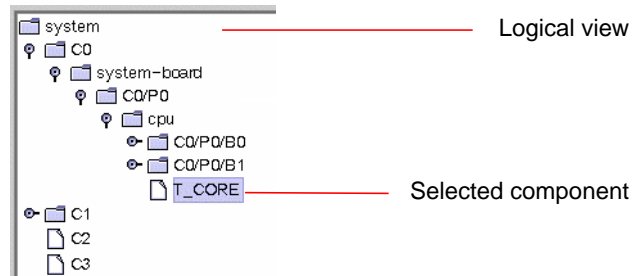 system
Logical view
C0
system-board
C0/P0
cpu
C0/P0/B0
C0/P0/B1
T_CORE
Selected component
C1
C2
C3